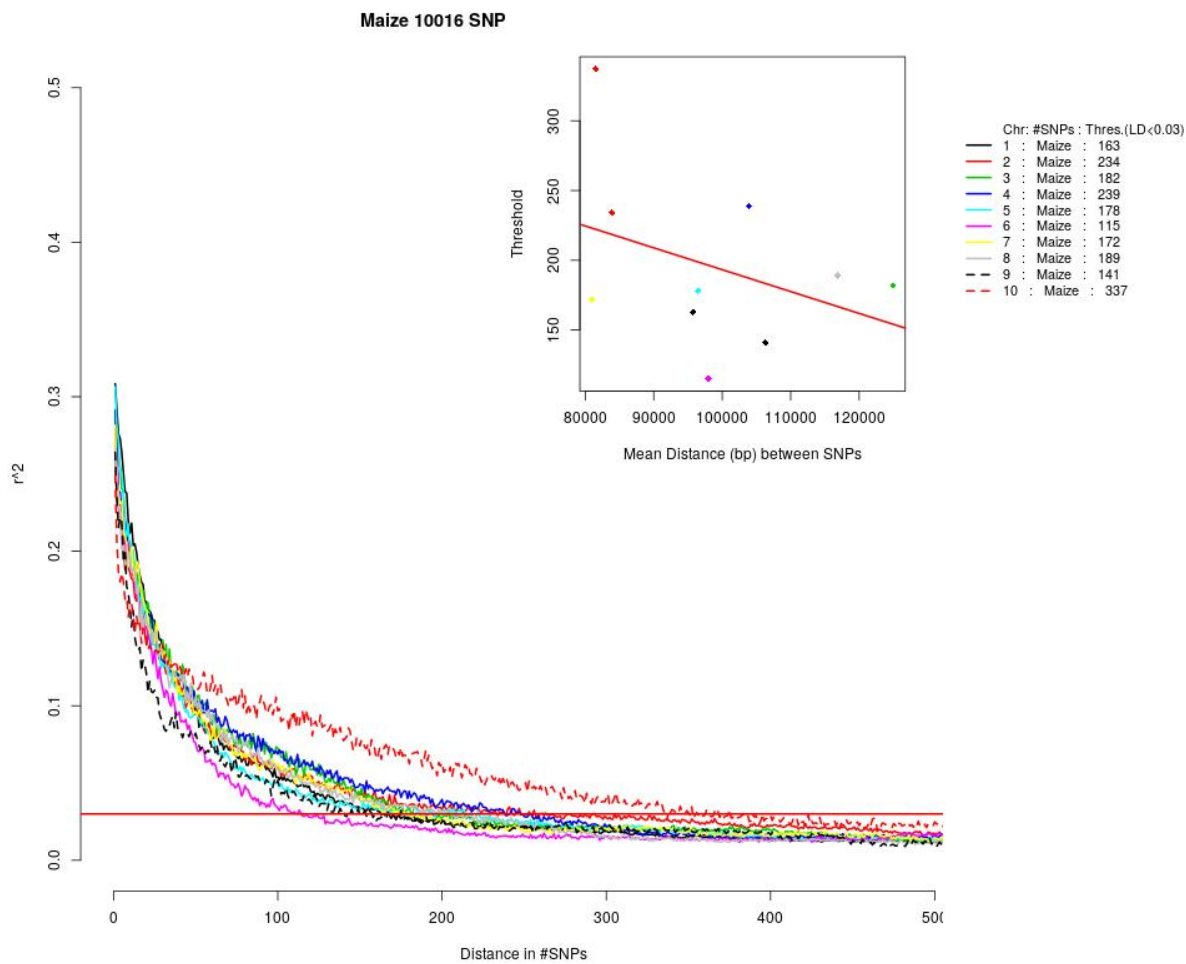 Maize 10016 SNP
0.5
0.4
0.3
0.2
0.1
0.0
r^2
0
100
200
300
400
500
Distance in #SNPs
300
250
200
150
Threshold
80000
90000
100000
110000
120000
Mean Distance (bp) between SNPs
Chr: #SNPs : Thres.(LD<0.03)
1 : Maize : 163
2 : Maize : 234
3 : Maize : 182
4 : Maize : 239
5 : Maize : 178
6 : Maize : 115
7 : Maize : 172
8 : Maize : 189
9 : Maize : 141
10 : Maize : 337